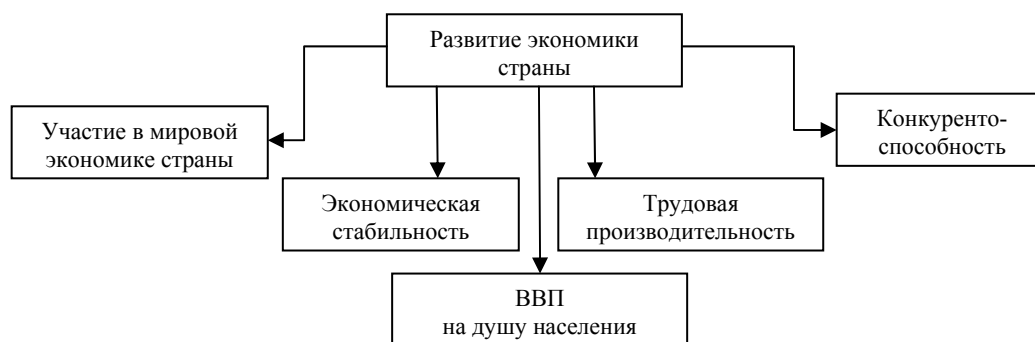 Развитие экономики
страны
Участие в мировой
экономике страны
Конкуренто-
способность
Экономическая
стабильность
Трудовая
производительность
ВВП
на душу населения